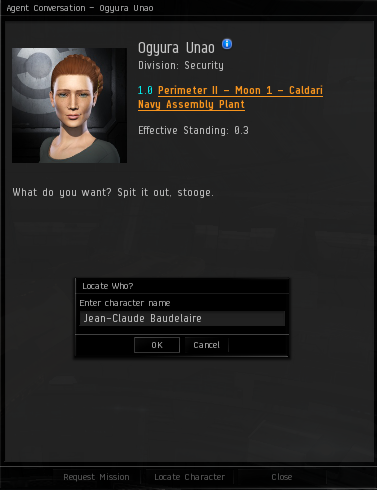 Agent Conversation - Ogyura Unao
Ogyura Unao
Division: Security
1.0 Perimeter II - Moon 1 - Caldari
Navy Assembly Plant
Effective Standing: 0.3
What do you want? Spit it out, stooge.
Locate Who?
Enter character name
Jean-Claude Baudelaire
OK Cancel
Request Mission Locate Character Close